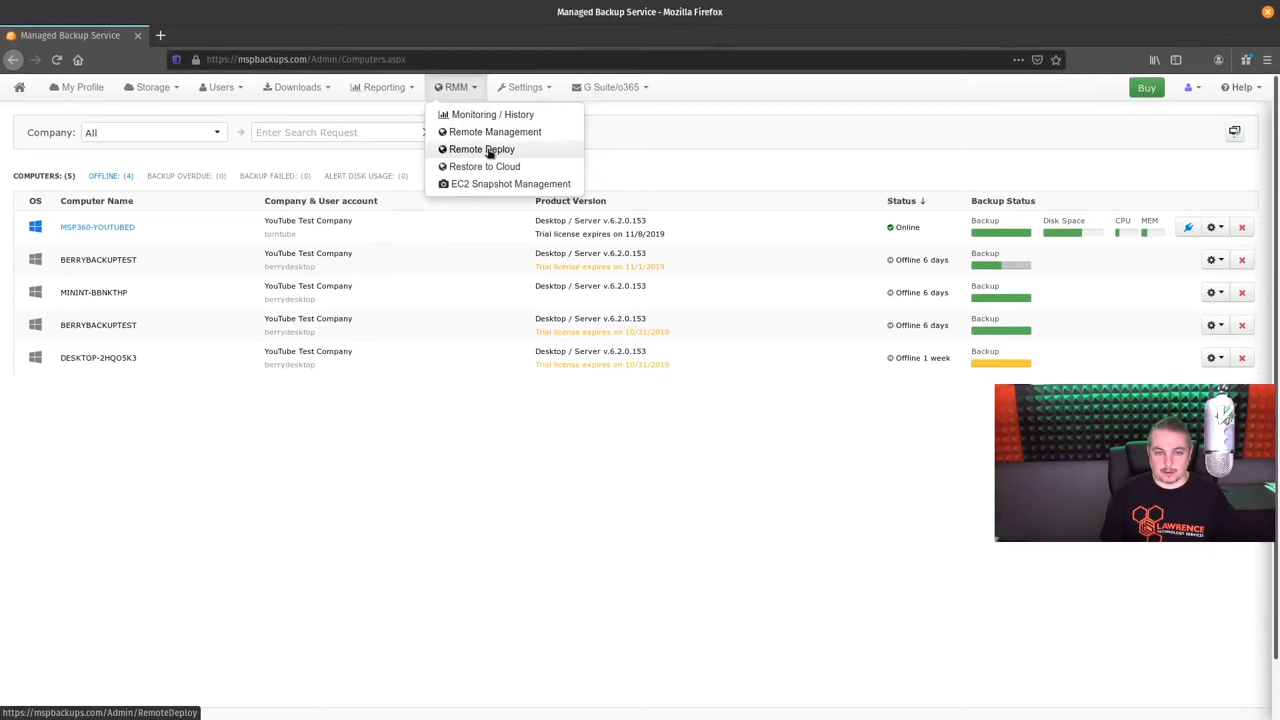 Managed Backup Service - Mozilla Firefox
Managed Backup Service
https://mspbackups.com/Admin/Computers.aspx
My Profile Storage Users Downloads Reporting RMM Settings G Suite/o365 Buy Help
Monitoring / History
Remote Management
Remote Deploy
Restore to Cloud
EC2 Snapshot Management
Company: All Enter Search Request
COMPUTERS: (5) OFFLINE: (4) BACKUP OVERDUE: (0) BACKUP FAILED: (0) ALERT DISK USAGE: (0)
OS Computer Name Company & User account Product Version Status Backup Status
MSP360-YOUTUBED YouTube Test Company Desktop / Server v.6.2.0.153 Online Backup Disk Space CPU MEM
tomtube Trial license expires on 11/8/2019
BERRYBACKUPTEST YouTube Test Company Desktop / Server v.6.2.0.153 Offline 6 days Backup
berrydesktop Trial license expires on 11/1/2019
MININT-BBNKTHP YouTube Test Company Desktop / Server v.6.2.0.153 Offline 6 days Backup
berrydesktop
BERRYBACKUPTEST YouTube Test Company Desktop / Server v.6.2.0.153 Offline 6 days Backup
berrydesktop Trial license expires on 10/31/2019
DESKTOP-2HQO5K3 YouTube Test Company Desktop / Server v.6.2.0.153 Offline 1 week Backup
berrydesktop Trial license expires on 10/31/2019
LAWRENCE
TECHNOLOGY SERVICES
https://mspbackups.com/Admin/RemoteDeploy